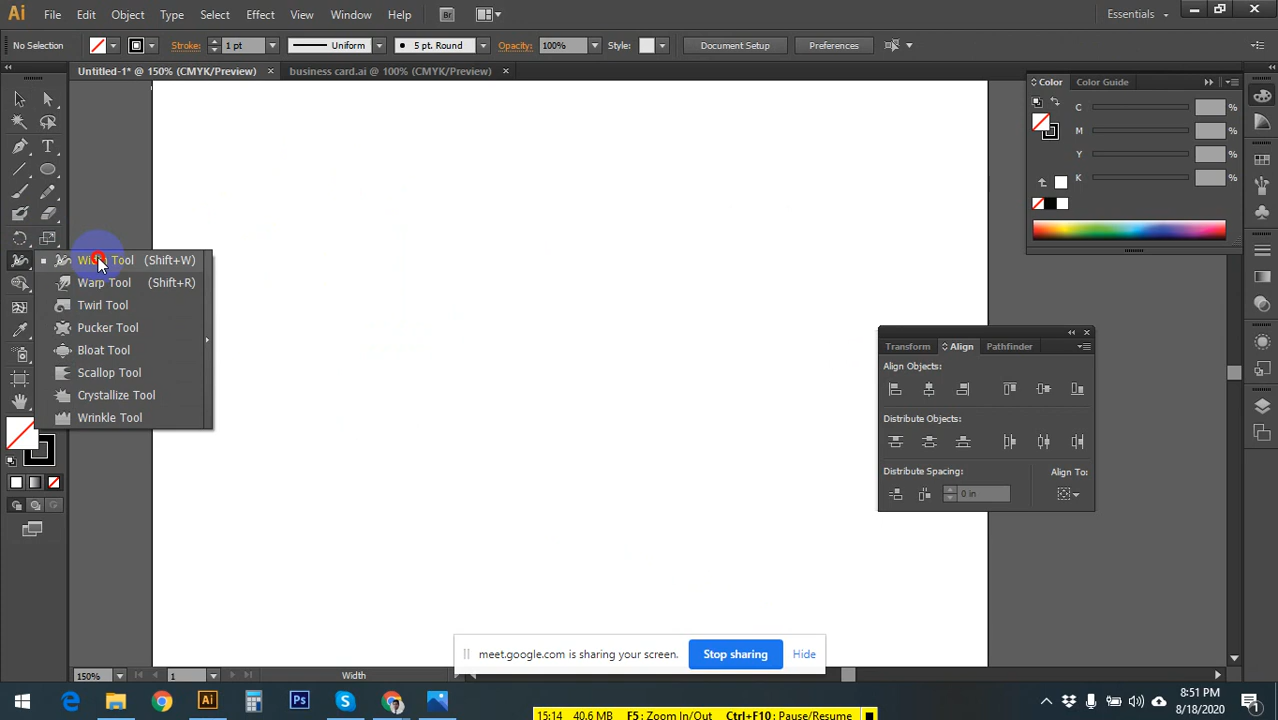 Ai File Edit Object Type Select Effect View Window Help Br Essentials
No Selection Stroke: 1 pt Uniform 5 pt. Round Opacity: 100% Style: Document Setup Preferences
Untitled-1* @ 150% (CMYK/Preview) business card.ai @ 100% (CMYK/Preview)
Color Color Guide
C %
M %
Y %
K %
Width Tool (Shift+W)
Warp Tool (Shift+R)
Twirl Tool
Pucker Tool
Bloat Tool
Scallop Tool
Crystallize Tool
Wrinkle Tool
Transform Align Pathfinder
Align Objects:
Distribute Objects:
Distribute Spacing: Align To:
0 in
meet.google.com is sharing your screen. Stop sharing Hide
150% 1 Width
Ai Ps 8:51 PM
8/18/2020
15:14 40.6 MB F5: Zoom In/Out Ctrl+F10: Pause/Resume